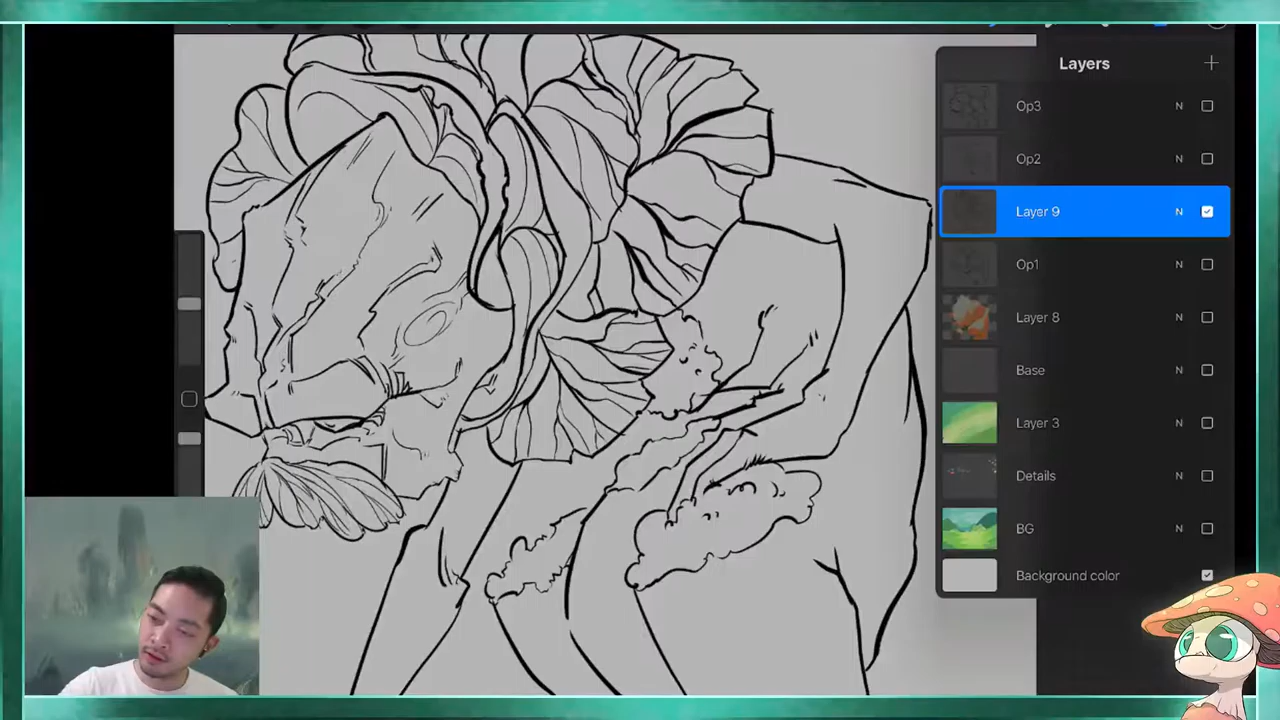 Layers
Op3 N
Op2 N
Layer 9 N
Op1 N
Layer 8 N
Base N
Layer 3 N
Details N
BG N
Background color